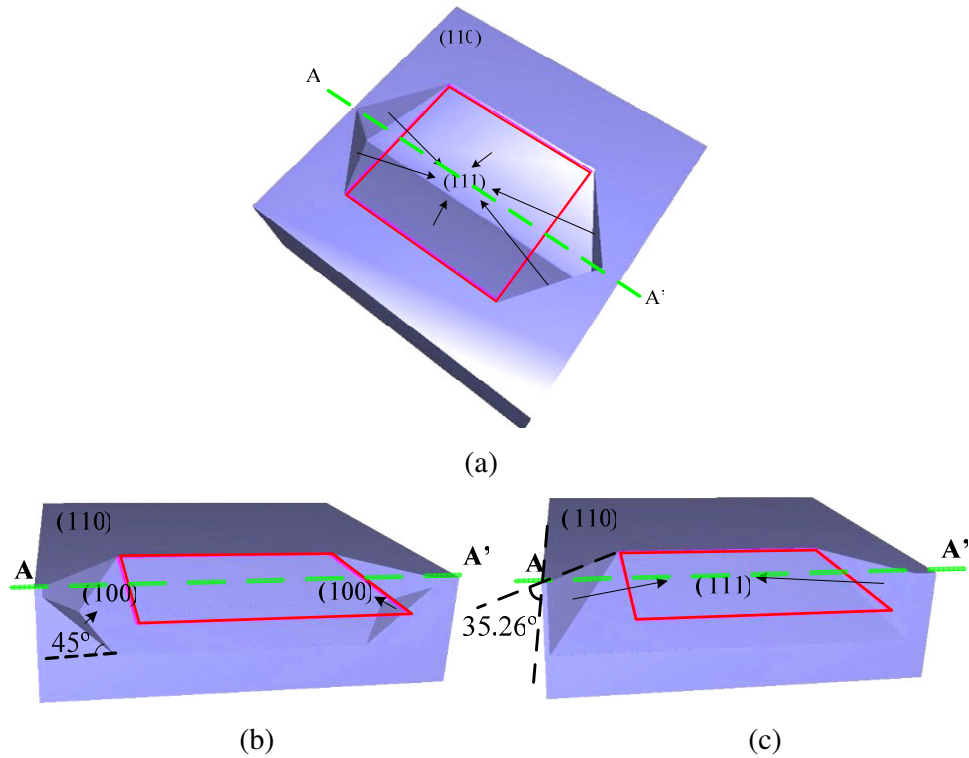 (110)
A
(111)
A'
(a)
(110)
A
A'
(100)
(100)
45°
(b)
(110)
A
A'
(111)
35.26°
(c)